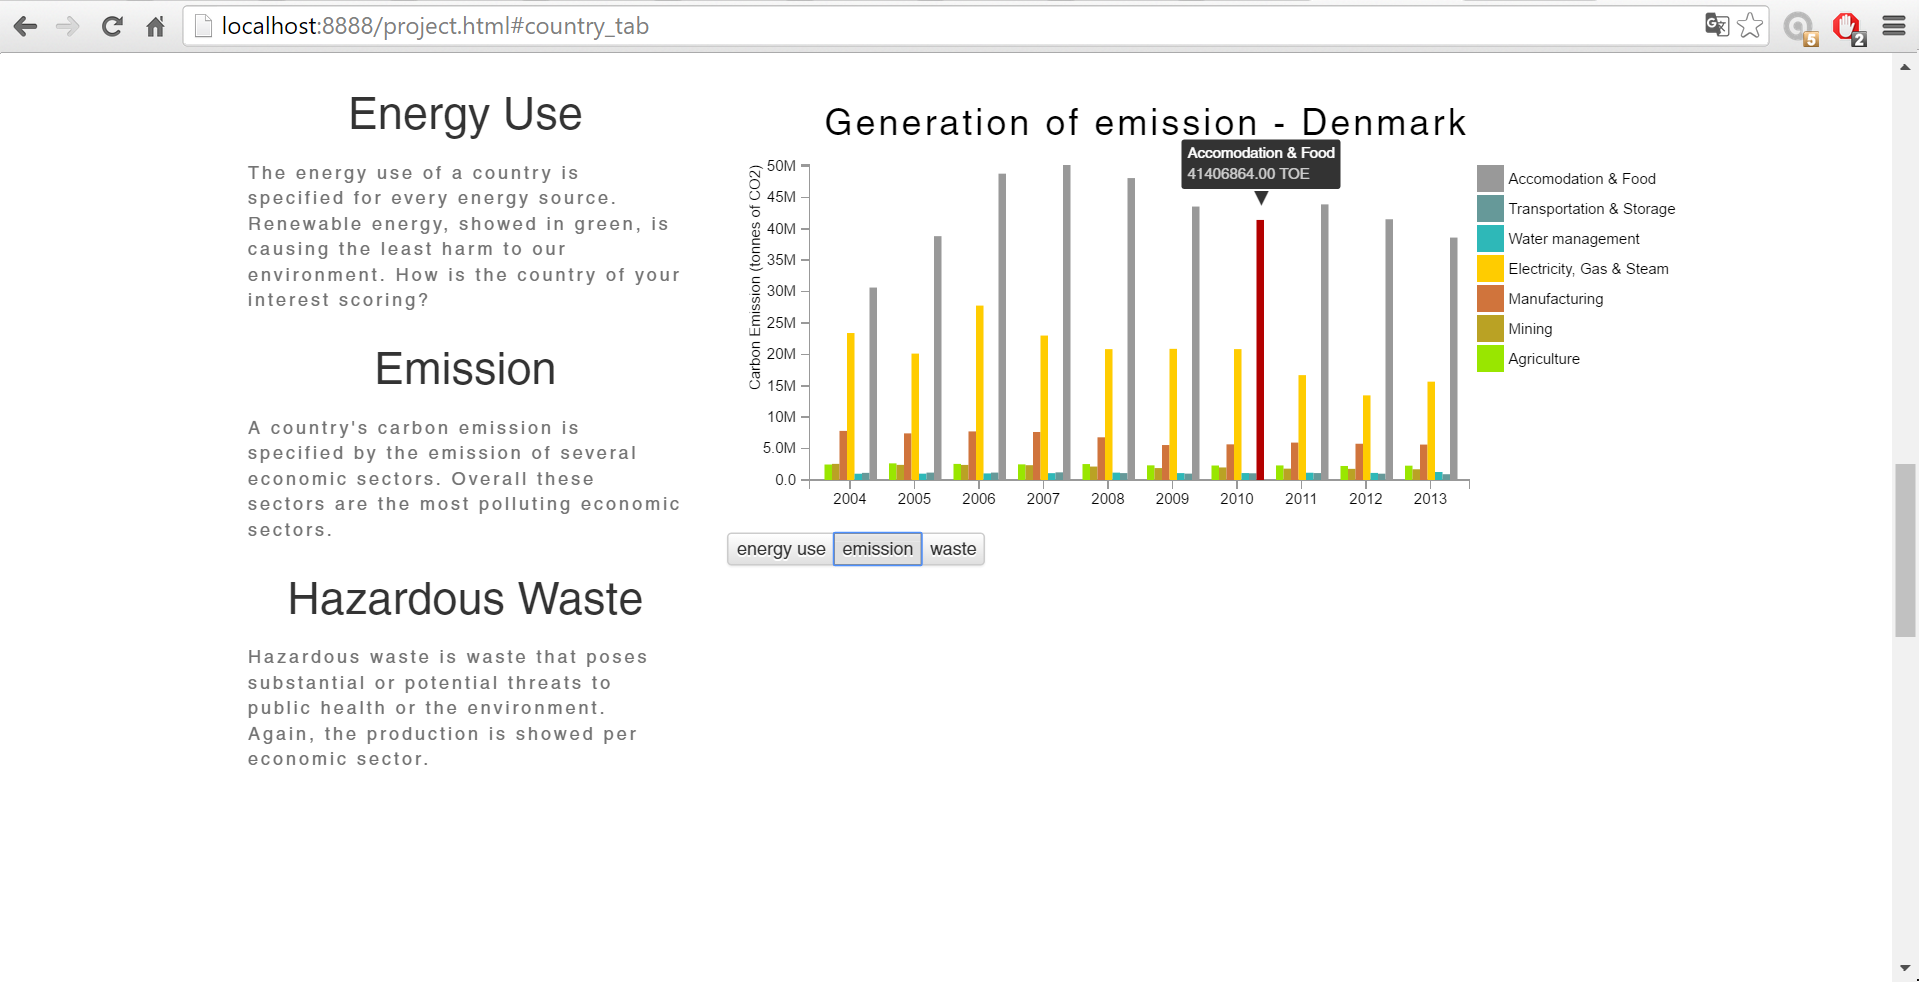 localhost:8888/project.html#country_tab
5
2
Energy Use
The energy use of a country is
specified for every energy source.
Renewable energy, showed in green, is
causing the least harm to our
environment. How is the country of your
interest scoring?
Emission
A country's carbon emission is
specified by the emission of several
economic sectors. Overall these
sectors are the most polluting economic
sectors.
Hazardous Waste
Hazardous waste is waste that poses
substantial or potential threats to
public health or the environment.
Again, the production is showed per
economic sector.
Generation of emission - Denmark
Accomodation & Food
41406864.00 TOE
Carbon Emission (tonnes of CO2)
50M
45M
40M
35M
30M
25M
20M
15M
10M
5.0M
0.0
2004 2005 2006 2007 2008 2009 2010 2011 2012 2013
Accomodation & Food
Transportation & Storage
Water management
Electricity, Gas & Steam
Manufacturing
Mining
Agriculture
energy use emission waste